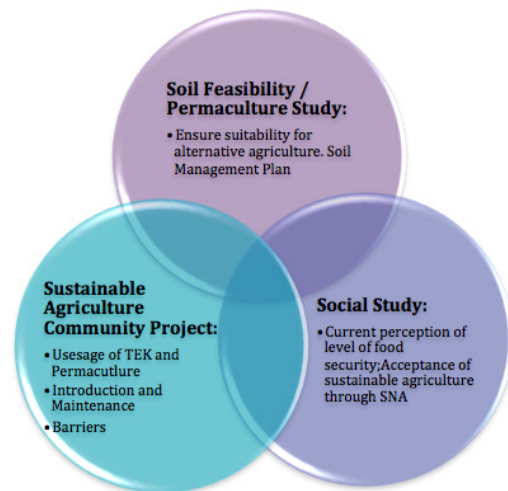 Soil Feasibility /
Permaculture Study:
•Ensure suitability for
alternative agriculture. Soil
Management Plan
Sustainable
Agriculture
Community Project:
•Usesage of TEK and
Permacutlure
•Introduction and
Maintenance
•Barriers
Social Study:
•Current perception of
level of food
security;Acceptance of
sustainable agriculture
through SNA